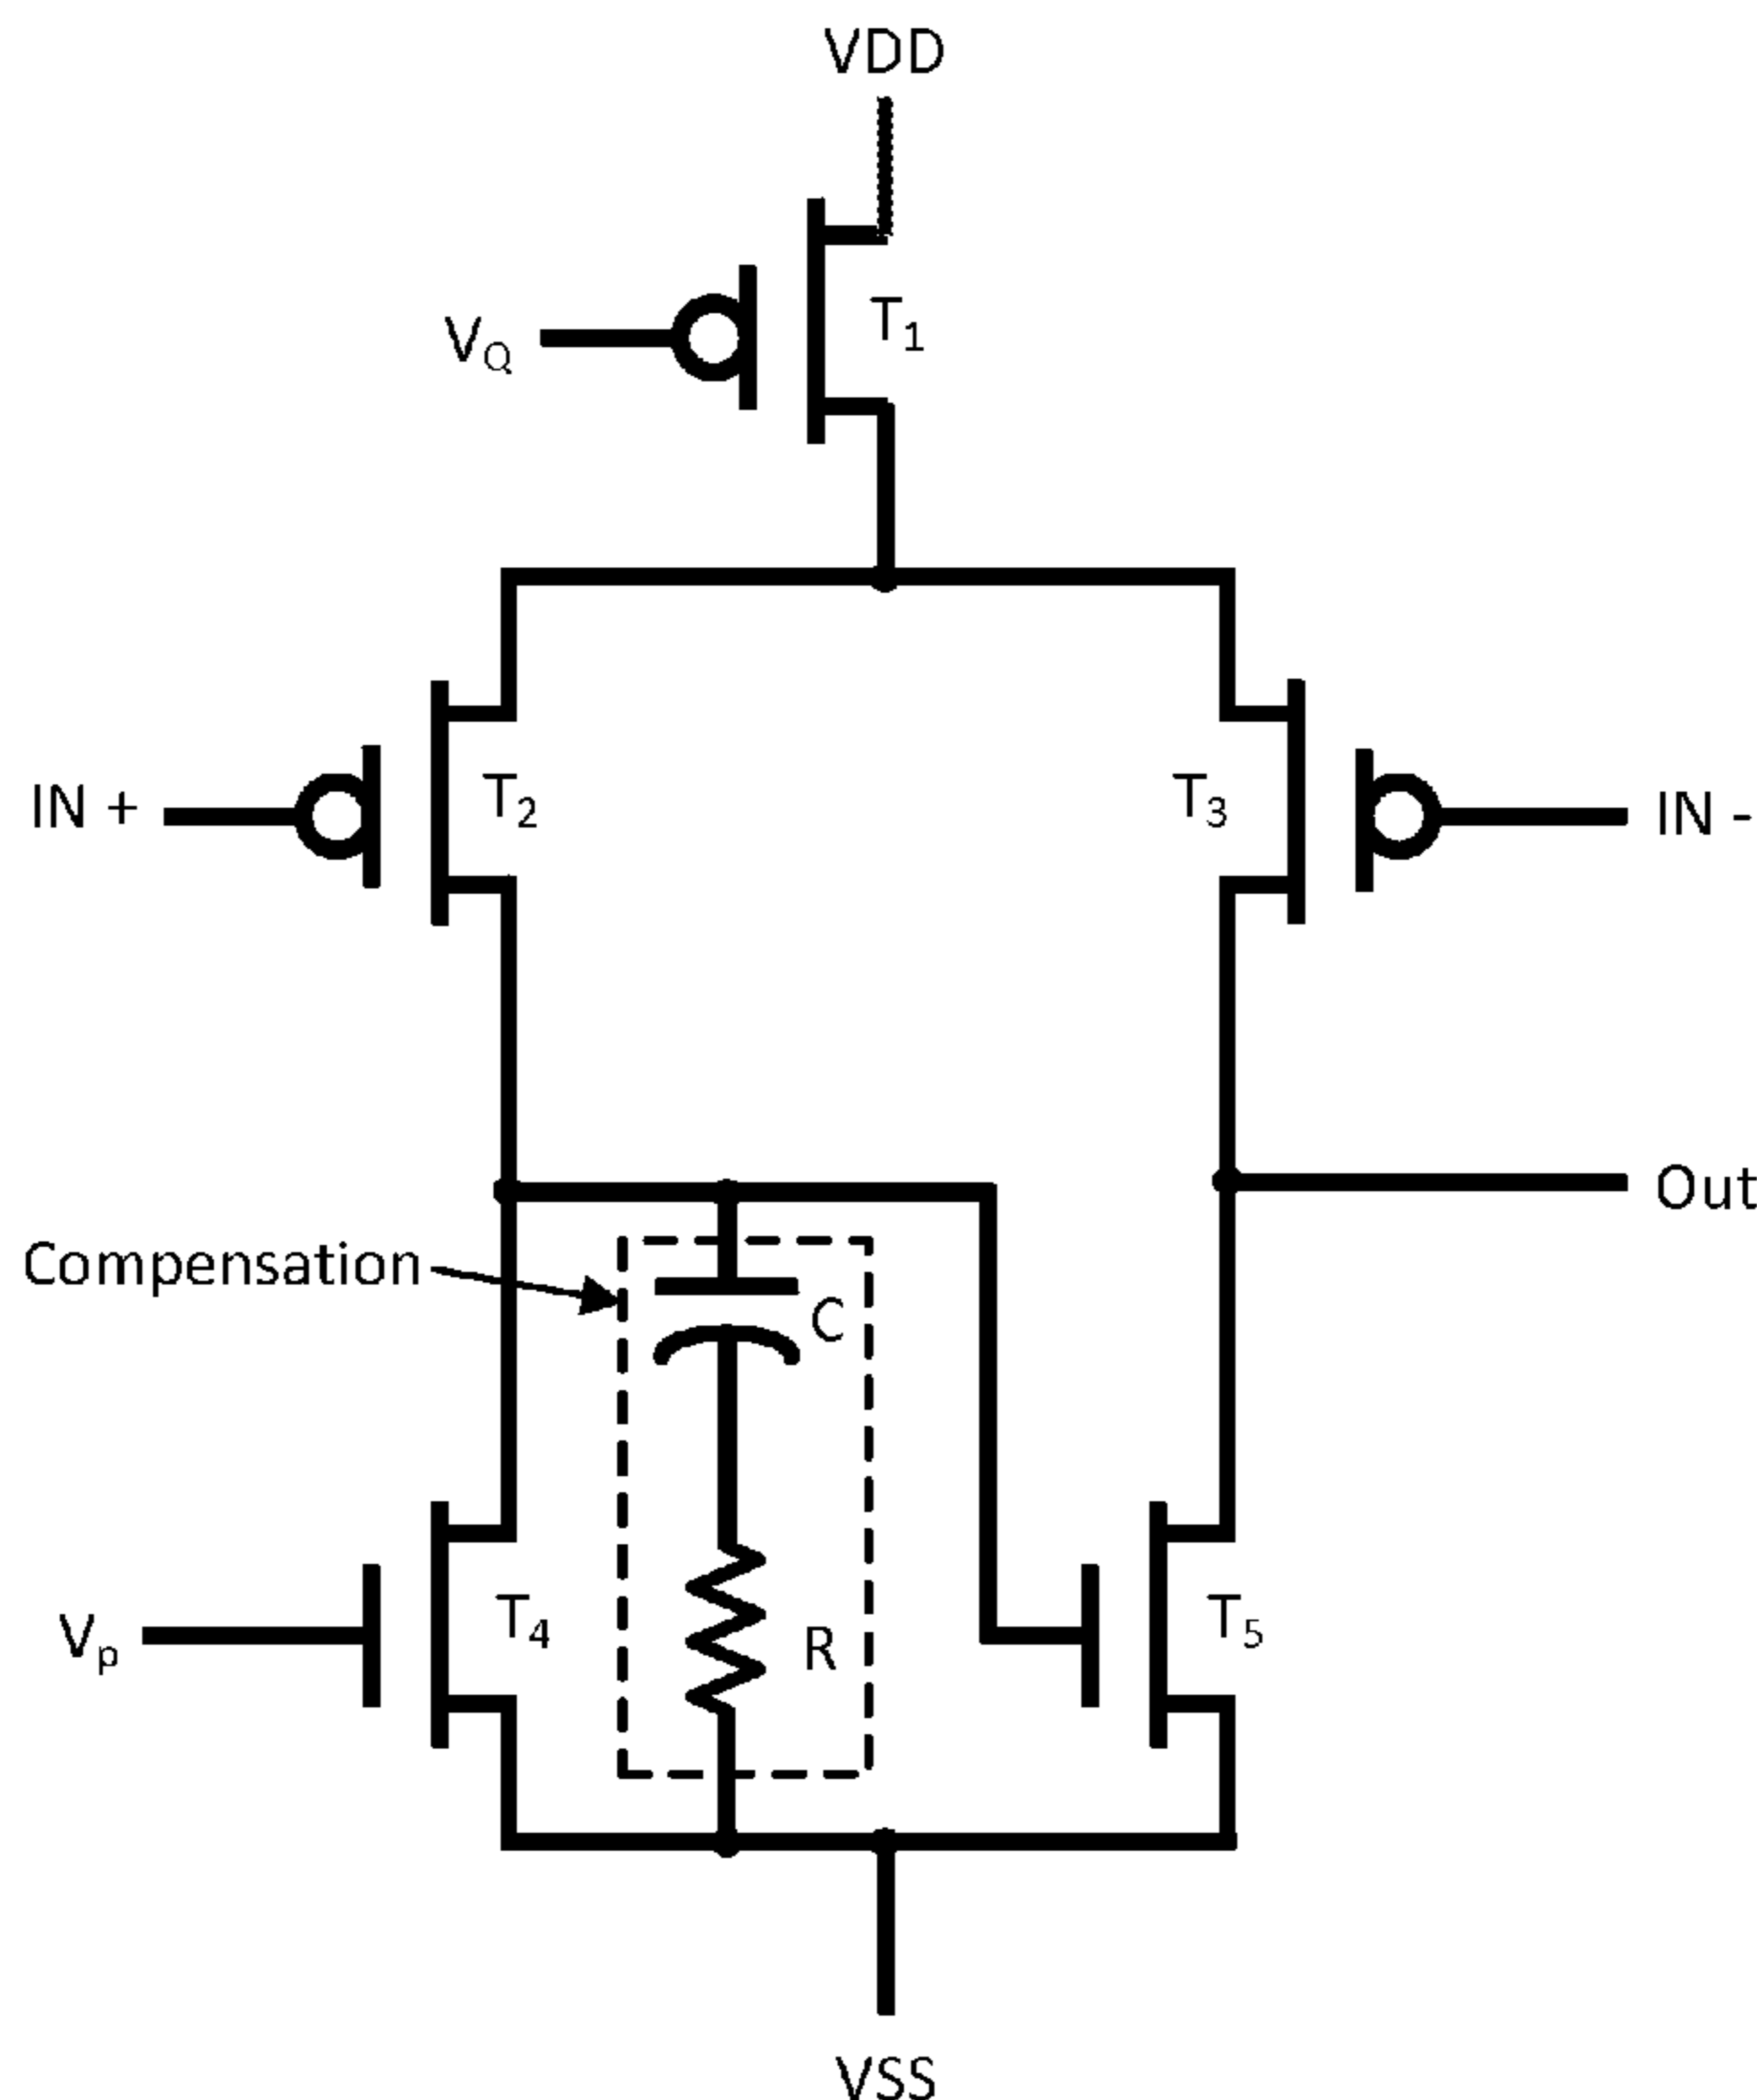 VDD
T1
VQ
T2
T3
IN +
IN -
Out
Compensation
C
T4
T5
Vp
R
VSS